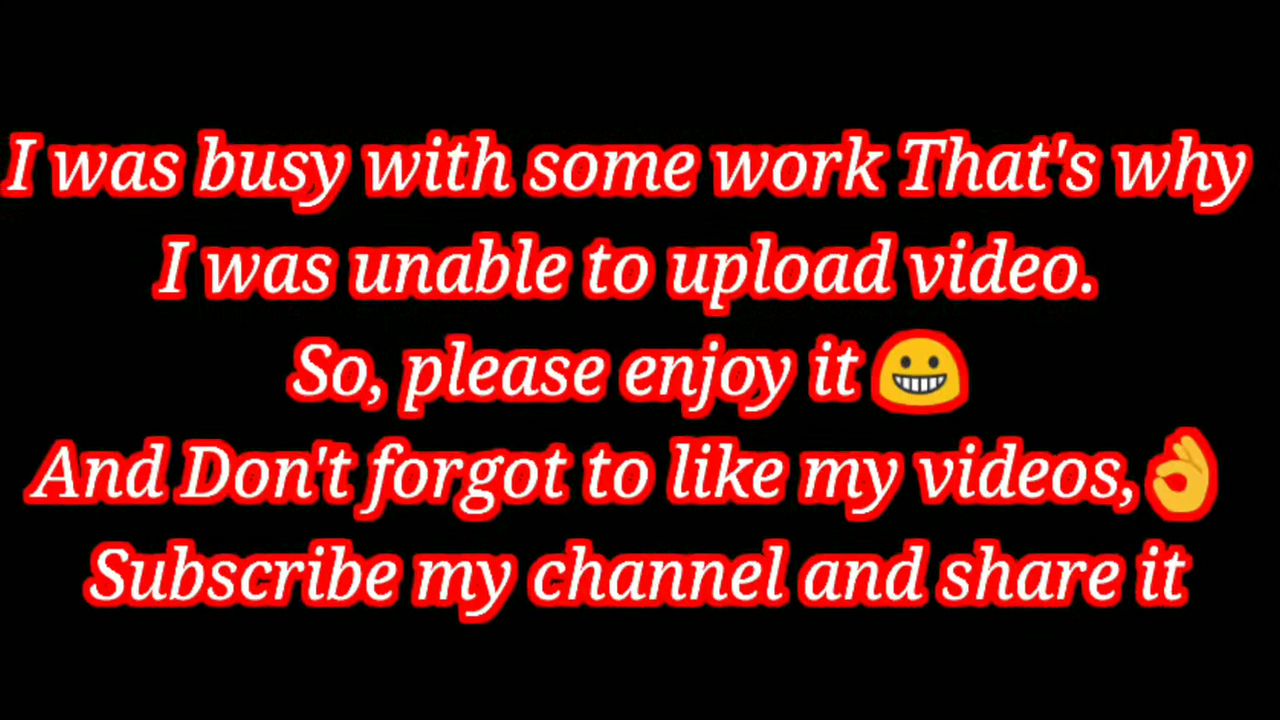 I was busy with some work That's why
I was unable to upload video.
So, please enjoy it 😀
And Don't forgot to like my videos,👌
Subscribe my channel and share it